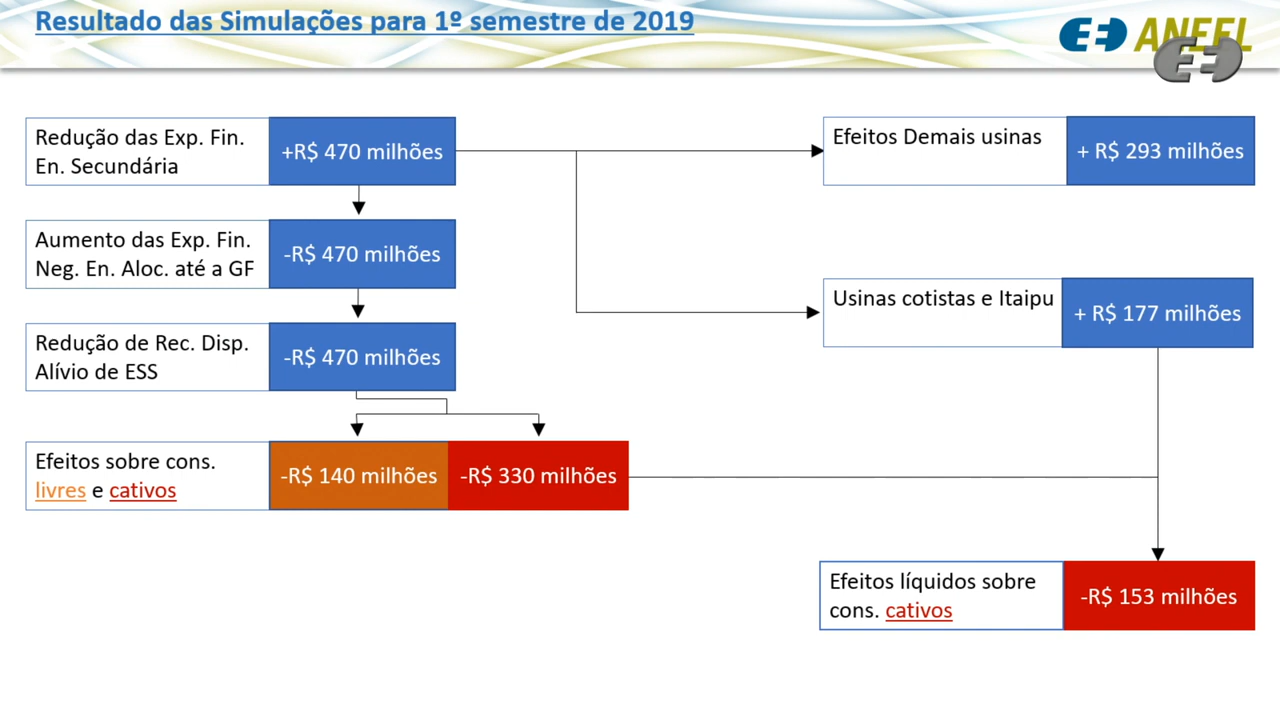 Resultado das Simulações para 1º semestre de 2019
ANEEL
Redução das Exp. Fin.
En. Secundária
+R$ 470 milhões
Efeitos Demais usinas
+ R$ 293 milhões
Aumento das Exp. Fin.
Neg. En. Aloc. até a GF
-R$ 470 milhões
Usinas cotistas e Itaipu
+ R$ 177 milhões
Redução de Rec. Disp.
Alívio de ESS
-R$ 470 milhões
Efeitos sobre cons.
livres e cativos
-R$ 140 milhões
-R$ 330 milhões
Efeitos líquidos sobre
cons. cativos
-R$ 153 milhões